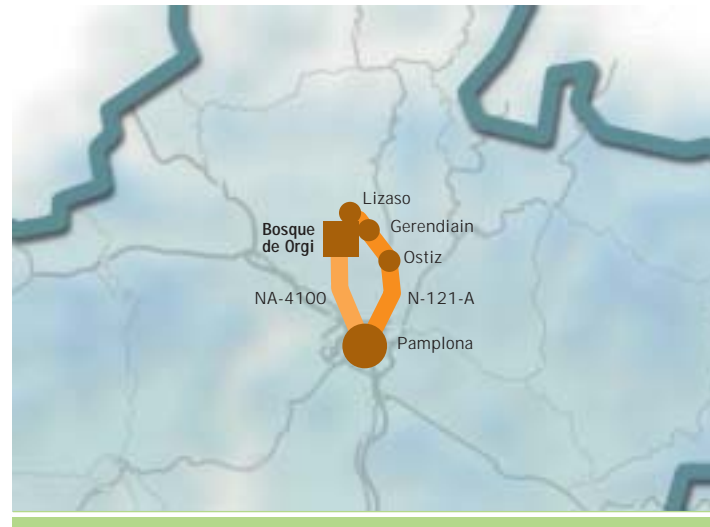 Lizaso
Gerendiain
Bosque
de Orgi
Ostiz
NA-4100
N-121-A
Pamplona